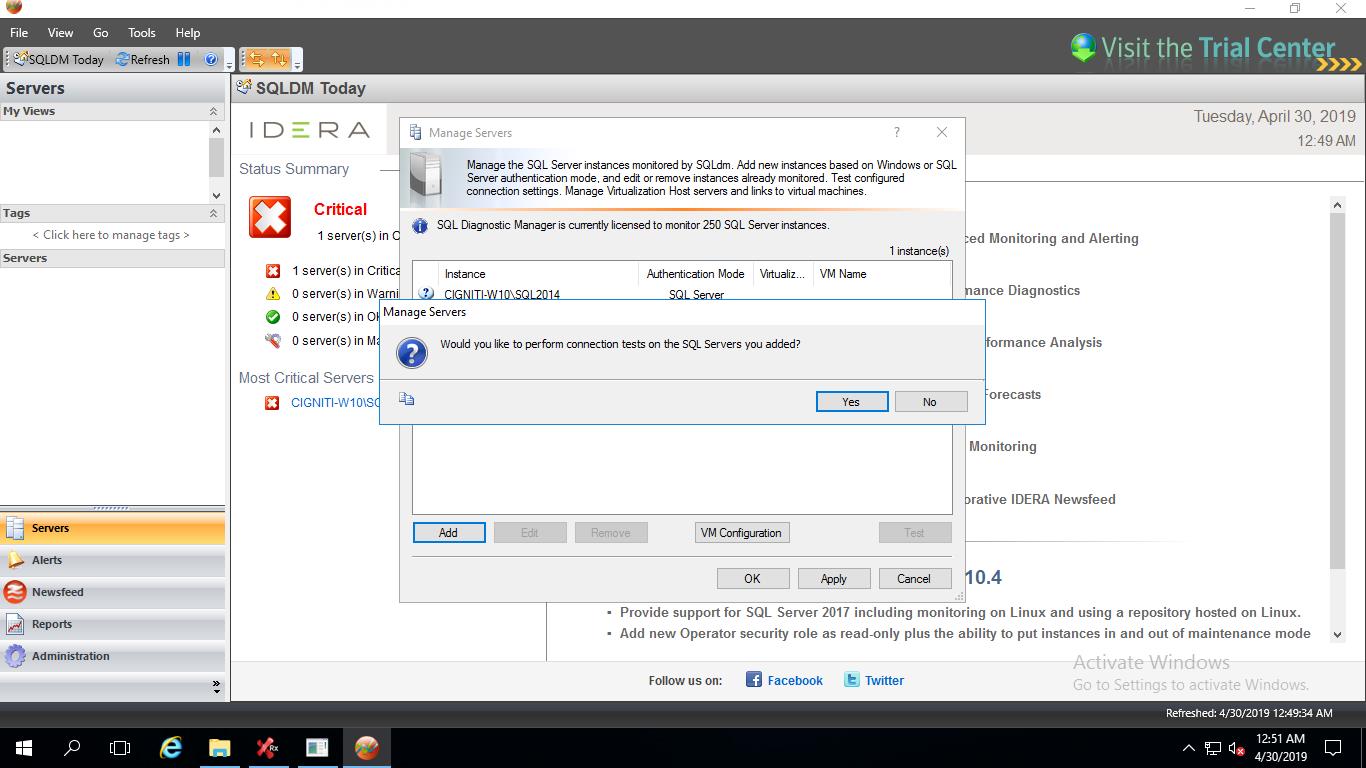 File View Go Tools Help
Visit the Trial Center
SQLDM Today Refresh
Servers
SQLDM Today
My Views
IDERA
Tuesday, April 30, 2019
12:49 AM
Status Summary
Critical
1 server(s) in C
1 server(s) in Critica
0 server(s) in Warni
0 server(s) in OK
0 server(s) in Ma
Most Critical Servers
CIGNITI-W10\SQ
Tags
< Click here to manage tags >
Servers
Manage Servers
Manage the SQL Server instances monitored by SQLdm. Add new instances based on Windows or SQL
Server authentication mode, and edit or remove instances already monitored. Test configured
connection settings. Manage Virtualization Host servers and links to virtual machines.
SQL Diagnostic Manager is currently licensed to monitor 250 SQL Server instances.
1 instance(s)
Instance Authentication Mode Virtualiz... VM Name
CIGNITI-W10\SQL2014 SQL Server
Manage Servers
Would you like to perform connection tests on the SQL Servers you added?
Yes No
Add Edit Remove VM Configuration Test
OK Apply Cancel
ced Monitoring and Alerting
mance Diagnostics
formance Analysis
Forecasts
Monitoring
orative IDERA Newsfeed
10.4
▪ Provide support for SQL Server 2017 including monitoring on Linux and using a repository hosted on Linux.
▪ Add new Operator security role as read-only plus the ability to put instances in and out of maintenance mode
Servers
Alerts
Newsfeed
Reports
Administration
Follow us on: Facebook Twitter
Activate Windows
Go to Settings to activate Windows.
Refreshed: 4/30/2019 12:49:34 AM
12:51 AM
4/30/2019